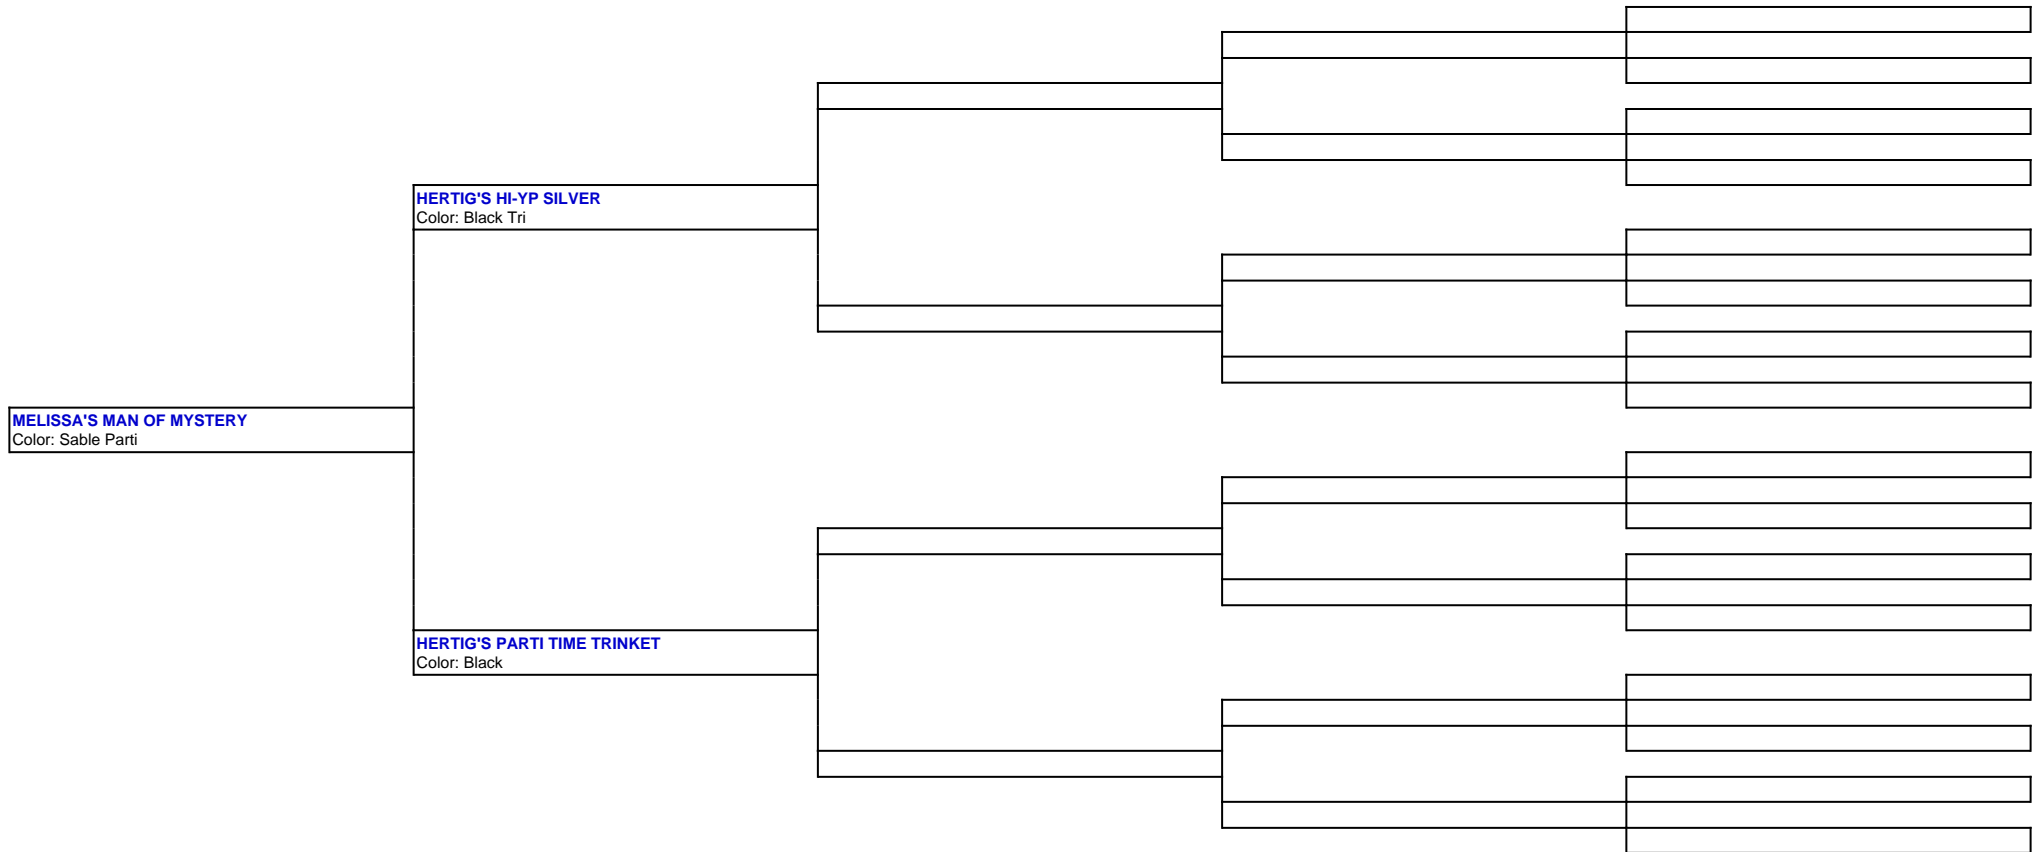 HERTIG'S HI-YP SILVER
Color: Black Tri
MELISSA'S MAN OF MYSTERY
Color: Sable Parti
HERTIG'S PARTI TIME TRINKET
Color: Black